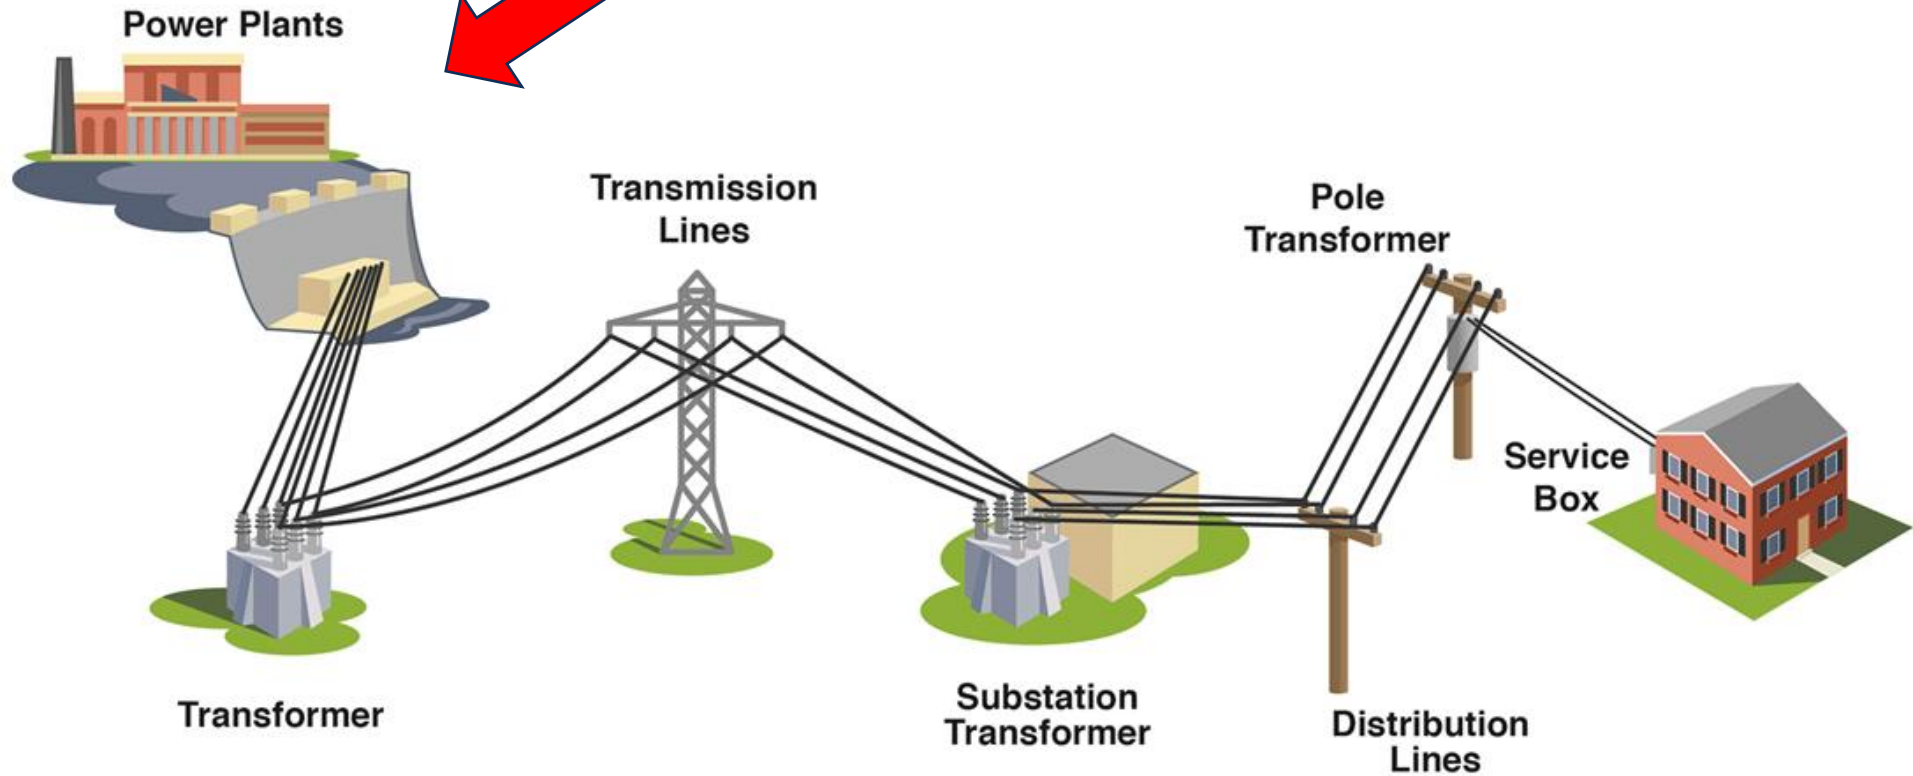 Power Plants
Transmission
Lines
Pole
Transformer
Service
Box
Transformer
Substation
Transformer
Distribution
Lines